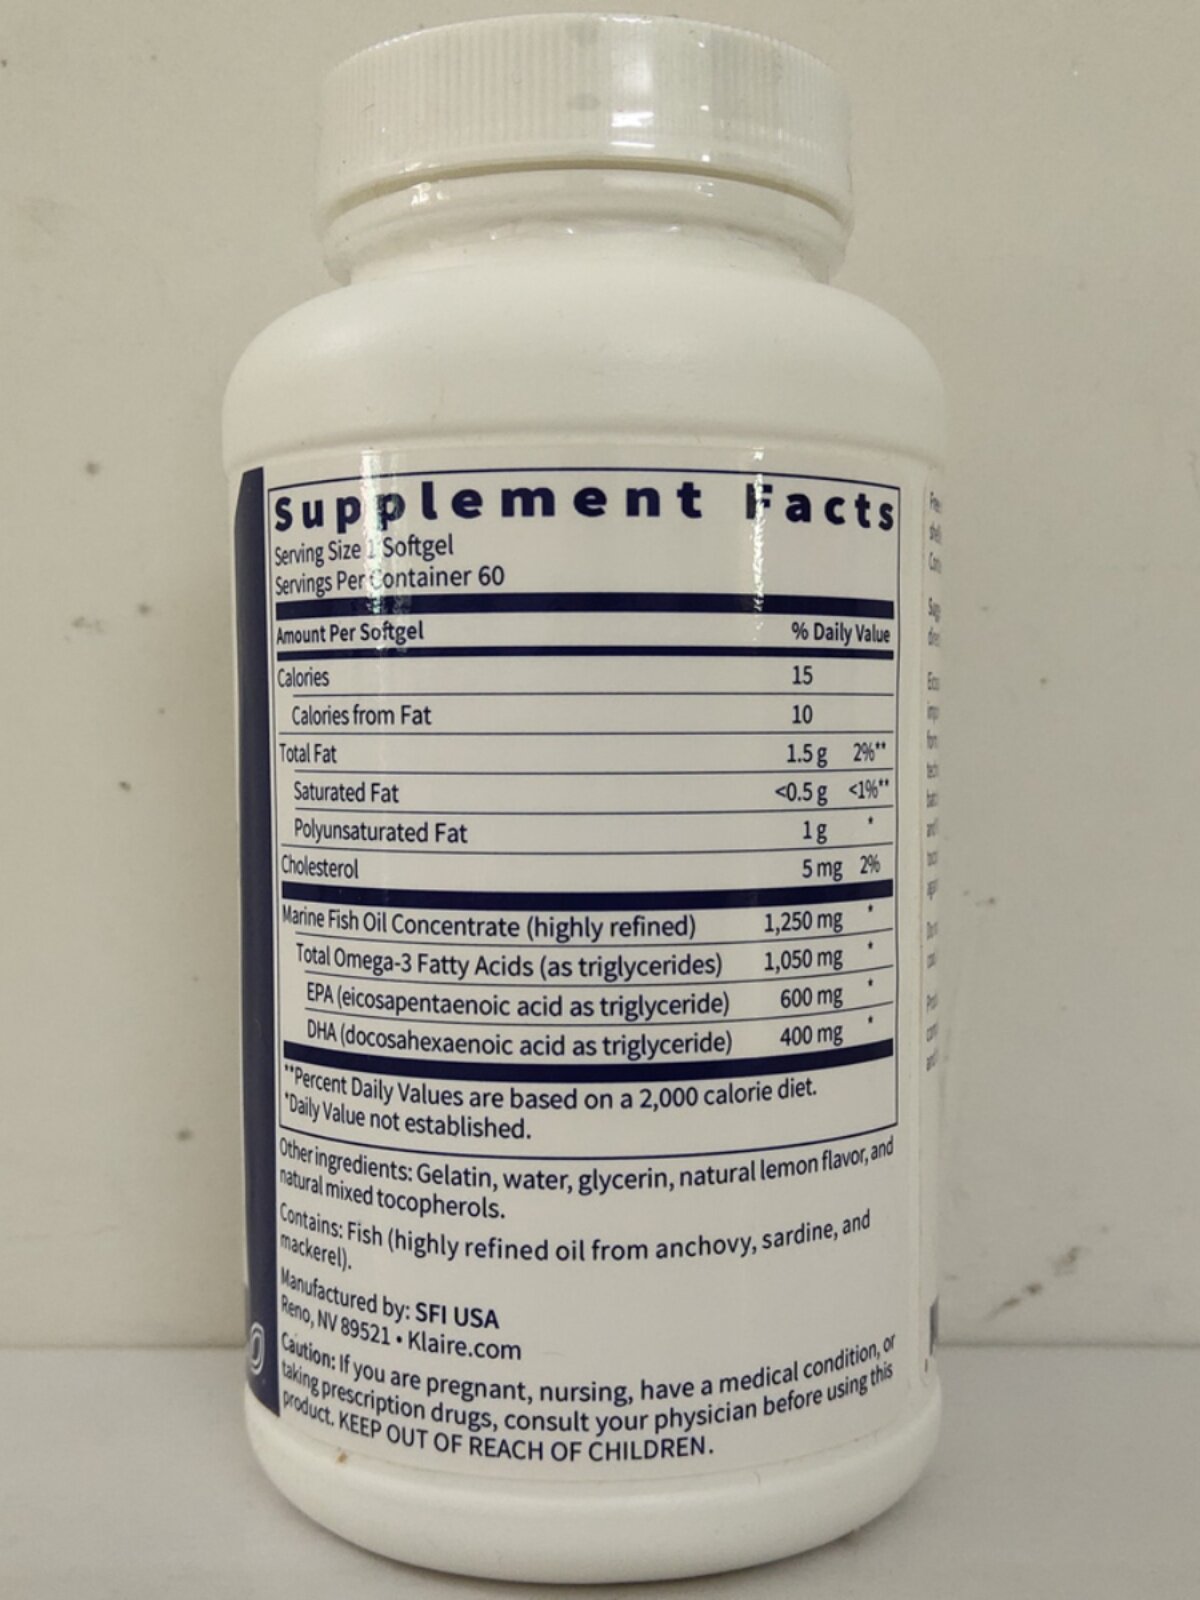 Supplement Facts
Serving Size 1 Softgel
Servings Per Container 60
Amount Per Softgel % Daily Value
Calories 15
Calories from Fat 10
Total Fat 1.5 g 2%**
Saturated Fat <0.5 g <1%**
Polyunsaturated Fat 1 g *
Cholesterol 5 mg 2%
Marine Fish Oil Concentrate (highly refined) 1,250 mg *
Total Omega-3 Fatty Acids (as triglycerides) 1,050 mg *
EPA (eicosapentaenoic acid as triglyceride) 600 mg *
DHA (docosahexaenoic acid as triglyceride) 400 mg *
**Percent Daily Values are based on a 2,000 calorie diet.
*Daily Value not established.
Other ingredients: Gelatin, water, glycerin, natural lemon flavor, and
natural mixed tocopherols.
Contains: Fish (highly refined oil from anchovy, sardine, and
mackerel).
Manufactured by: SFI USA
Reno, NV 89521 • Klaire.com
Caution: If you are pregnant, nursing, have a medical condition, or
taking prescription drugs, consult your physician before using this
product. KEEP OUT OF REACH OF CHILDREN.